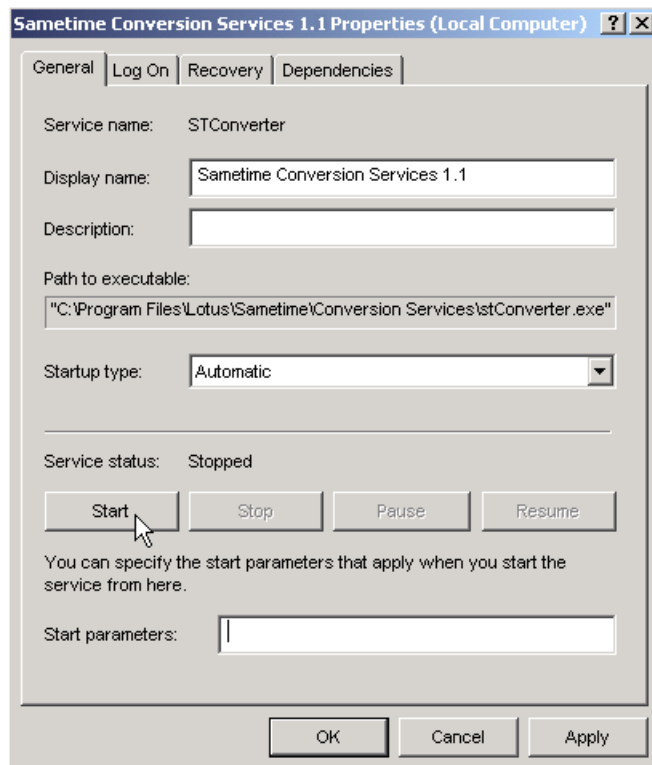 Sametime Conversion Services 1.1 Properties (Local Computer) ? X
General Log On Recovery Dependencies
Service name: STConverter
Display name: Sametime Conversion Services 1.1
Description:
Path to executable:
"C:\Program Files\Lotus\Sametime\Conversion Services\stConverter.exe"
Startup type: Automatic
Service status: Stopped
Start Stop Pause Resume
You can specify the start parameters that apply when you start the
service from here.
Start parameters:
OK Cancel Apply